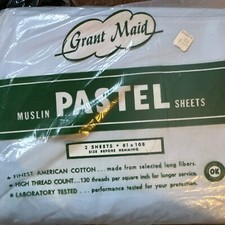 Grant Maid
MUSLIN PASTEL SHEETS
2 SHEETS • 81 x 108
SIZE BEFORE HEMMING
FINEST AMERICAN COTTON ... made from selected long fibers.
HIGH THREAD COUNT...130 threads per square inch for longer service.
LABORATORY TESTED ... performance tested for your protection.
OK